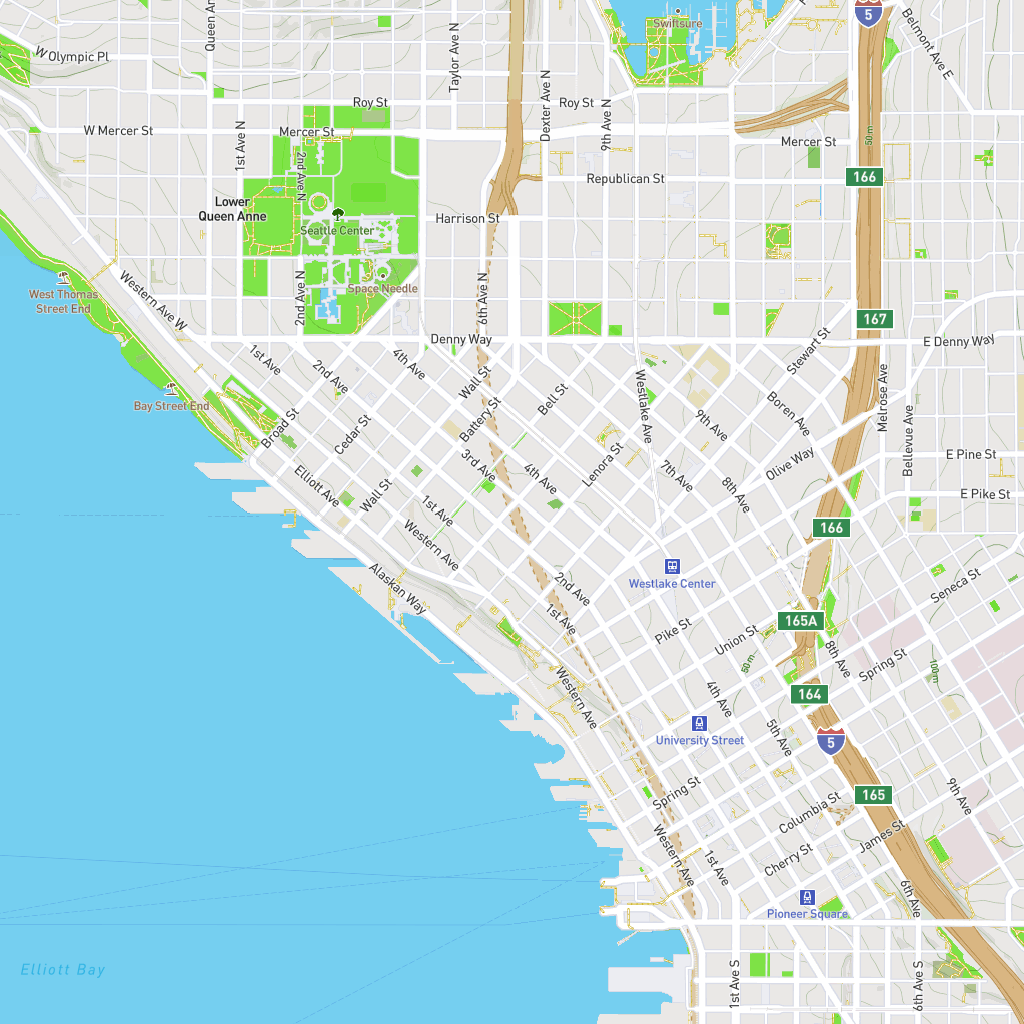 Swiftsure
5
Belmont Ave E
Queen Ann
W Olympic Pl
Taylor Ave N
Roy St
Dexter Ave N
Roy St
9th Ave N
W Mercer St
1st Ave N
Mercer St
Mercer St
50 m
2nd Ave N
Republican St
166
Lower
Queen Anne
Seattle Center
Harrison St
West Thomas
Street End
Western Ave W
2nd Ave N
Space Needle
6th Ave N
167
Denny Way
E Denny Way
Stewart St
1st Ave
2nd Ave
4th Ave
Wall St
Bell St
Westlake Ave
9th Ave
Boren Ave
Melrose Ave
Bellevue Ave
Bay Street End
Broad St
Cedar St
Battery St
3rd Ave
4th Ave
Lenora St
7th Ave
8th Ave
Olive Way
E Pine St
E Pike St
Elliott Ave
Wall St
1st Ave
Western Ave
166
Alaskan Way
2nd Ave
1st Ave
Westlake Center
Seneca St
165A
Pike St
Union St
50 m
8th Ave
Spring St
100 m
164
Western Ave
4th Ave
5th Ave
University Street
5
165
Spring St
9th Ave
Columbia St
James St
Western Ave
1st Ave
Cherry St
6th Ave
Pioneer Square
Elliott Bay
1st Ave S
6th Ave S